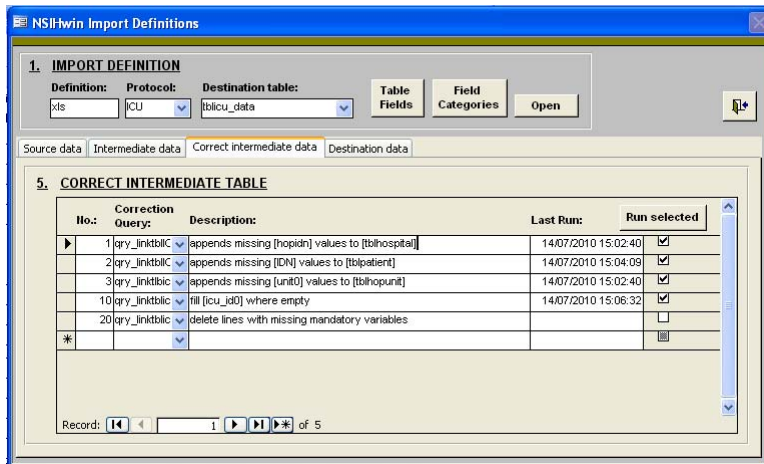 NSIHwin Import Definitions
1. IMPORT DEFINITION
Definition: Protocol: Destination table:
xls ICU tblicu_data
Table Fields
Field Categories
Open
Source data Intermediate data Correct intermediate data Destination data
5. CORRECT INTERMEDIATE TABLE
No.: Correction Query: Description: Last Run: Run selected
1 qry_linktblIC appends missing [hopidn] values to [tblhospital] 14/07/2010 15:02:40
2 qry_linktblIC appends missing [IDN] values to [tblpatient] 14/07/2010 15:04:09
3 qry_linktblic appends missing [unit0] values to [tblhopunit] 14/07/2010 15:02:40
10 qry_linktblic fill [icu_id0] where empty 14/07/2010 15:06:32
20 qry_linktblic delete lines with missing mandatory variables
Record: 1 of 5